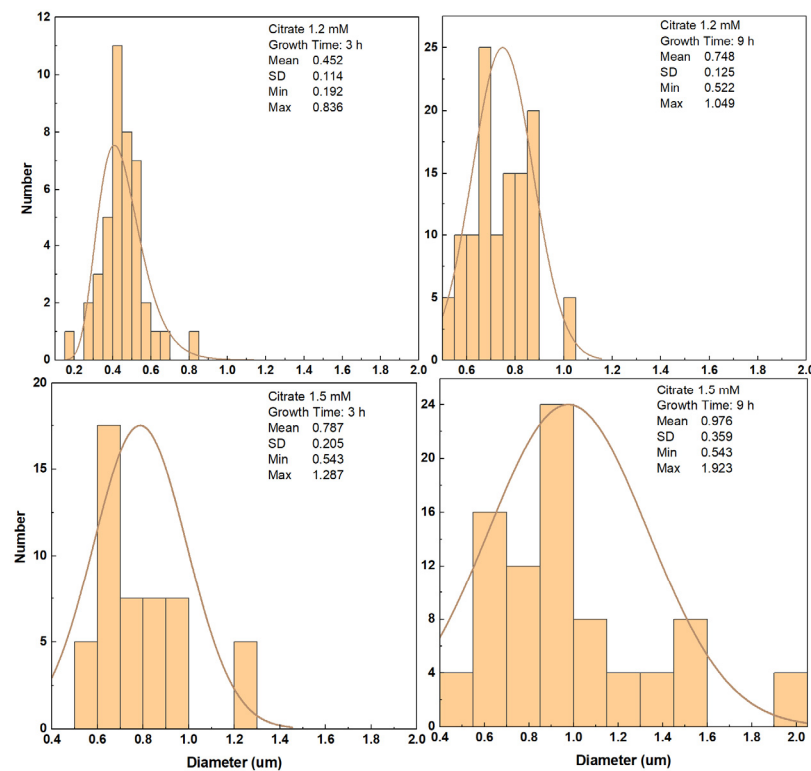 Citrate 1.2 mM
Growth Time: 3 h
Mean 0.452
SD 0.114
Min 0.192
Max 0.836
12
10
8
6
4
2
0
Number
0.2 0.4 0.6 0.8 1.0 1.2 1.4 1.6 1.8 2.0
Citrate 1.2 mM
Growth Time: 9 h
Mean 0.748
SD 0.125
Min 0.522
Max 1.049
25
20
15
10
5
0
0.6 0.8 1.0 1.2 1.4 1.6 1.8 2.0
Citrate 1.5 mM
Growth Time: 3 h
Mean 0.787
SD 0.205
Min 0.543
Max 1.287
20
15
10
5
0
Number
0.4 0.6 0.8 1.0 1.2 1.4 1.6 1.8 2.0
Diameter (um)
Citrate 1.5 mM
Growth Time: 9 h
Mean 0.976
SD 0.359
Min 0.543
Max 1.923
24
20
16
12
8
4
0
0.4 0.6 0.8 1.0 1.2 1.4 1.6 1.8 2.0
Diameter (um)